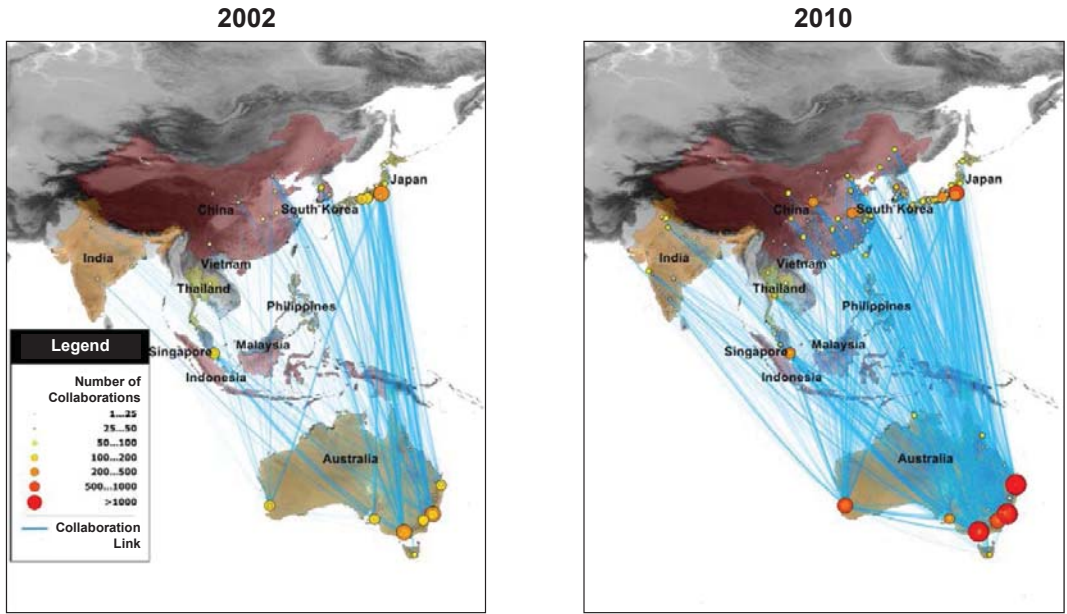 2002
2010
Japan
China
South Korea
India
Vietnam
Thailand
Philippines
Malaysia
Singapore
Indonesia
Australia
Legend
Number of
Collaborations
1...25
25...50
50...100
100...200
200...500
500...1000
>1000
Collaboration
Link
Japan
China
South Korea
India
Vietnam
Thailand
Philippines
Malaysia
Singapore
Indonesia
Australia